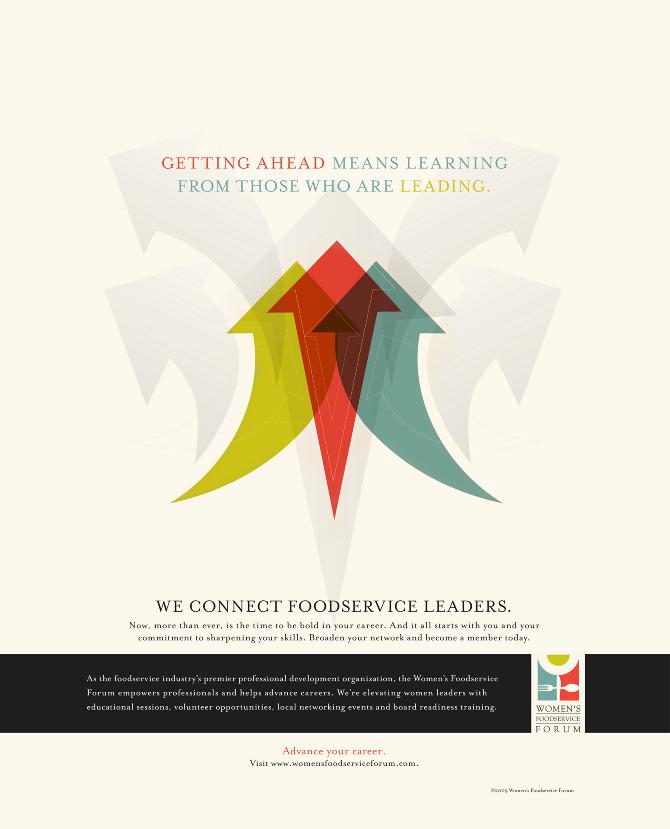 GETTING AHEAD MEANS LEARNING
FROM THOSE WHO ARE LEADING.
WE CONNECT FOODSERVICE LEADERS.
Now, more than ever, is the time to be bold in your career. And it all starts with you and your
commitment to sharpening your skills. Broaden your network and become a member today.
As the foodservice industry's premier professional development organization, the Women's Foodservice
Forum empowers professionals and helps advance careers. We're elevating women leaders with
educational sessions, volunteer opportunities, local networking events and board readiness training.
WOMEN'S
FOODSERVICE
FORUM
Advance your career.
Visit www.womensfoodserviceforum.com.
©2009 Women's Foodservice Forum